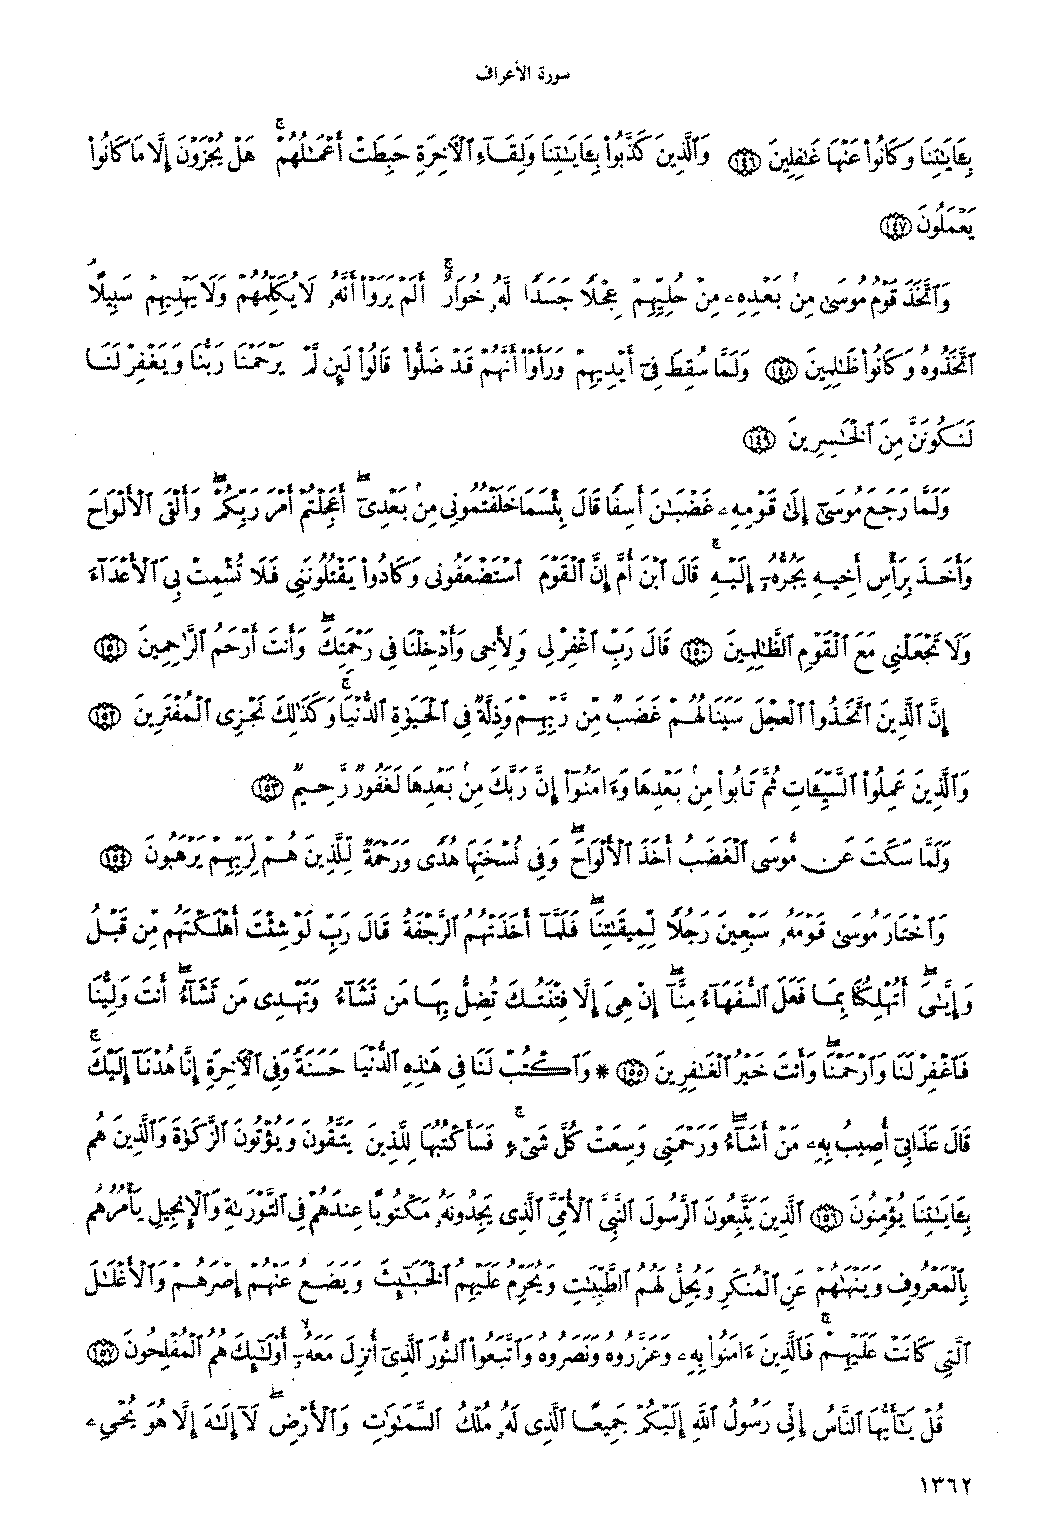 سورة الأعراف
بِـَٔايَـٰتِنَا وَكَانُوا۟ عَنْهَا غَـٰفِلِينَ ١٤٦ وَٱلَّذِينَ كَذَّبُوا۟ بِـَٔايَـٰتِنَا وَلِقَآءِ ٱلْـَٔاخِرَةِ حَبِطَتْ أَعْمَـٰلُهُمْ ۚ هَلْ يُجْزَوْنَ إِلَّا مَا كَانُوا۟
يَعْمَلُونَ ١٤٧
وَٱتَّخَذَ قَوْمُ مُوسَىٰ مِنۢ بَعْدِهِۦ مِنْ حُلِيِّهِمْ عِجْلًا جَسَدًا لَّهُۥ خُوَارٌ ۚ أَلَمْ يَرَوْا۟ أَنَّهُۥ لَا يُكَلِّمُهُمْ وَلَا يَهْدِيهِمْ سَبِيلًا ۘ
ٱتَّخَذُوهُ وَكَانُوا۟ ظَـٰلِمِينَ ١٤٨ وَلَمَّا سُقِطَ فِىٓ أَيْدِيهِمْ وَرَأَوْا۟ أَنَّهُمْ قَدْ ضَلُّوا۟ قَالُوا۟ لَئِن لَّمْ يَرْحَمْنَا رَبُّنَا وَيَغْفِرْ لَنَا
لَنَكُونَنَّ مِنَ ٱلْخَـٰسِرِينَ ١٤٩
وَلَمَّا رَجَعَ مُوسَىٰٓ إِلَىٰ قَوْمِهِۦ غَضْبَـٰنَ أَسِفًا قَالَ بِئْسَمَا خَلَفْتُمُونِى مِنۢ بَعْدِىٓ ۖ أَعَجِلْتُمْ أَمْرَ رَبِّكُمْ ۖ وَأَلْقَى ٱلْأَلْوَاحَ
وَأَخَذَ بِرَأْسِ أَخِيهِ يَجُرُّهُۥٓ إِلَيْهِ ۚ قَالَ ٱبْنَ أُمَّ إِنَّ ٱلْقَوْمَ ٱسْتَضْعَفُونِى وَكَادُوا۟ يَقْتُلُونَنِى فَلَا تُشْمِتْ بِىَ ٱلْأَعْدَآءَ
وَلَا تَجْعَلْنِى مَعَ ٱلْقَوْمِ ٱلظَّـٰلِمِينَ ١٥٠ قَالَ رَبِّ ٱغْفِرْ لِى وَلِأَخِى وَأَدْخِلْنَا فِى رَحْمَتِكَ ۖ وَأَنتَ أَرْحَمُ ٱلرَّٰحِمِينَ ١٥١
إِنَّ ٱلَّذِينَ ٱتَّخَذُوا۟ ٱلْعِجْلَ سَيَنَالُهُمْ غَضَبٌ مِّن رَّبِّهِمْ وَذِلَّةٌ فِى ٱلْحَيَوٰةِ ٱلدُّنْيَا ۚ وَكَذَٰلِكَ نَجْزِى ٱلْمُفْتَرِينَ ١٥٢
وَٱلَّذِينَ عَمِلُوا۟ ٱلسَّيِّـَٔاتِ ثُمَّ تَابُوا۟ مِنۢ بَعْدِهَا وَءَامَنُوٓا۟ إِنَّ رَبَّكَ مِنۢ بَعْدِهَا لَغَفُورٌ رَّحِيمٌ ١٥٣
وَلَمَّا سَكَتَ عَن مُّوسَى ٱلْغَضَبُ أَخَذَ ٱلْأَلْوَاحَ ۖ وَفِى نُسْخَتِهَا هُدًى وَرَحْمَةٌ لِّلَّذِينَ هُمْ لِرَبِّهِمْ يَرْهَبُونَ ١٥٤
وَٱخْتَارَ مُوسَىٰ قَوْمَهُۥ سَبْعِينَ رَجُلًا لِّمِيقَـٰتِنَا ۖ فَلَمَّآ أَخَذَتْهُمُ ٱلرَّجْفَةُ قَالَ رَبِّ لَوْ شِئْتَ أَهْلَكْتَهُم مِّن قَبْلُ
وَإِيَّـٰىَ ۖ أَتُهْلِكُنَا بِمَا فَعَلَ ٱلسُّفَهَآءُ مِنَّآ ۖ إِنْ هِىَ إِلَّا فِتْنَتُكَ تُضِلُّ بِهَا مَن تَشَآءُ وَتَهْدِى مَن تَشَآءُ ۖ أَنتَ وَلِيُّنَا
فَٱغْفِرْ لَنَا وَٱرْحَمْنَا ۖ وَأَنتَ خَيْرُ ٱلْغَـٰفِرِينَ ١٥٥ * وَٱكْتُبْ لَنَا فِى هَـٰذِهِ ٱلدُّنْيَا حَسَنَةً وَفِى ٱلْـَٔاخِرَةِ إِنَّا هُدْنَآ إِلَيْكَ ۚ
قَالَ عَذَابِىٓ أُصِيبُ بِهِۦ مَنْ أَشَآءُ ۖ وَرَحْمَتِى وَسِعَتْ كُلَّ شَىْءٍ ۚ فَسَأَكْتُبُهَا لِلَّذِينَ يَتَّقُونَ وَيُؤْتُونَ ٱلزَّكَوٰةَ وَٱلَّذِينَ هُم
بِـَٔايَـٰتِنَا يُؤْمِنُونَ ١٥٦ ٱلَّذِينَ يَتَّبِعُونَ ٱلرَّسُولَ ٱلنَّبِىَّ ٱلْأُمِّىَّ ٱلَّذِى يَجِدُونَهُۥ مَكْتُوبًا عِندَهُمْ فِى ٱلتَّوْرَىٰةِ وَٱلْإِنجِيلِ يَأْمُرُهُم
بِٱلْمَعْرُوفِ وَيَنْهَىٰهُمْ عَنِ ٱلْمُنكَرِ وَيُحِلُّ لَهُمُ ٱلطَّيِّبَـٰتِ وَيُحَرِّمُ عَلَيْهِمُ ٱلْخَبَـٰٓئِثَ وَيَضَعُ عَنْهُمْ إِصْرَهُمْ وَٱلْأَغْلَـٰلَ
ٱلَّتِى كَانَتْ عَلَيْهِمْ ۚ فَٱلَّذِينَ ءَامَنُوا۟ بِهِۦ وَعَزَّرُوهُ وَنَصَرُوهُ وَٱتَّبَعُوا۟ ٱلنُّورَ ٱلَّذِىٓ أُنزِلَ مَعَهُۥٓ ۙ أُو۟لَـٰٓئِكَ هُمُ ٱلْمُفْلِحُونَ ١٥٧
قُلْ يَـٰٓأَيُّهَا ٱلنَّاسُ إِنِّى رَسُولُ ٱللَّهِ إِلَيْكُمْ جَمِيعًا ٱلَّذِى لَهُۥ مُلْكُ ٱلسَّمَـٰوَٰتِ وَٱلْأَرْضِ ۖ لَآ إِلَـٰهَ إِلَّا هُوَ يُحْىِۦ
١٣٦٢